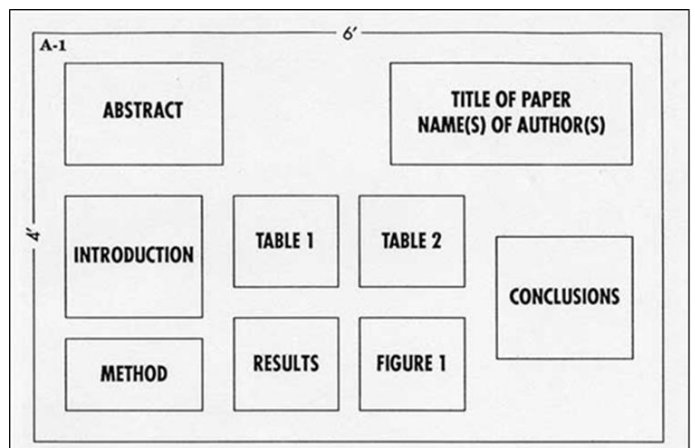 6'
A-1
ABSTRACT
TITLE OF PAPER
NAME(S) OF AUTHOR(S)
4'
INTRODUCTION
TABLE 1
TABLE 2
CONCLUSIONS
METHOD
RESULTS
FIGURE 1